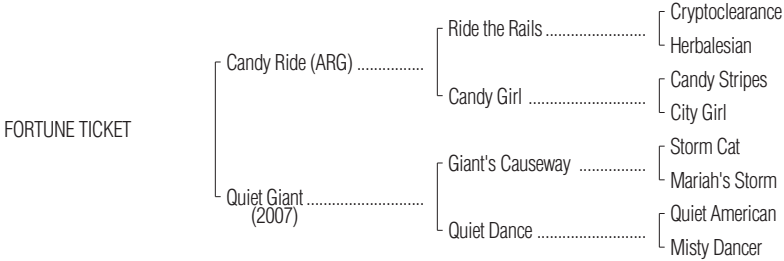 Cryptoclearance
Ride the Rails ..........................
Herbalesian
Candy Ride (ARG) ................
Candy Stripes
Candy Girl ..............................
City Girl
FORTUNE TICKET
Storm Cat
Giant's Causeway .................
Mariah's Storm
Quiet Giant ..............................
(2007)
Quiet American
Quiet Dance ............................
Misty Dancer